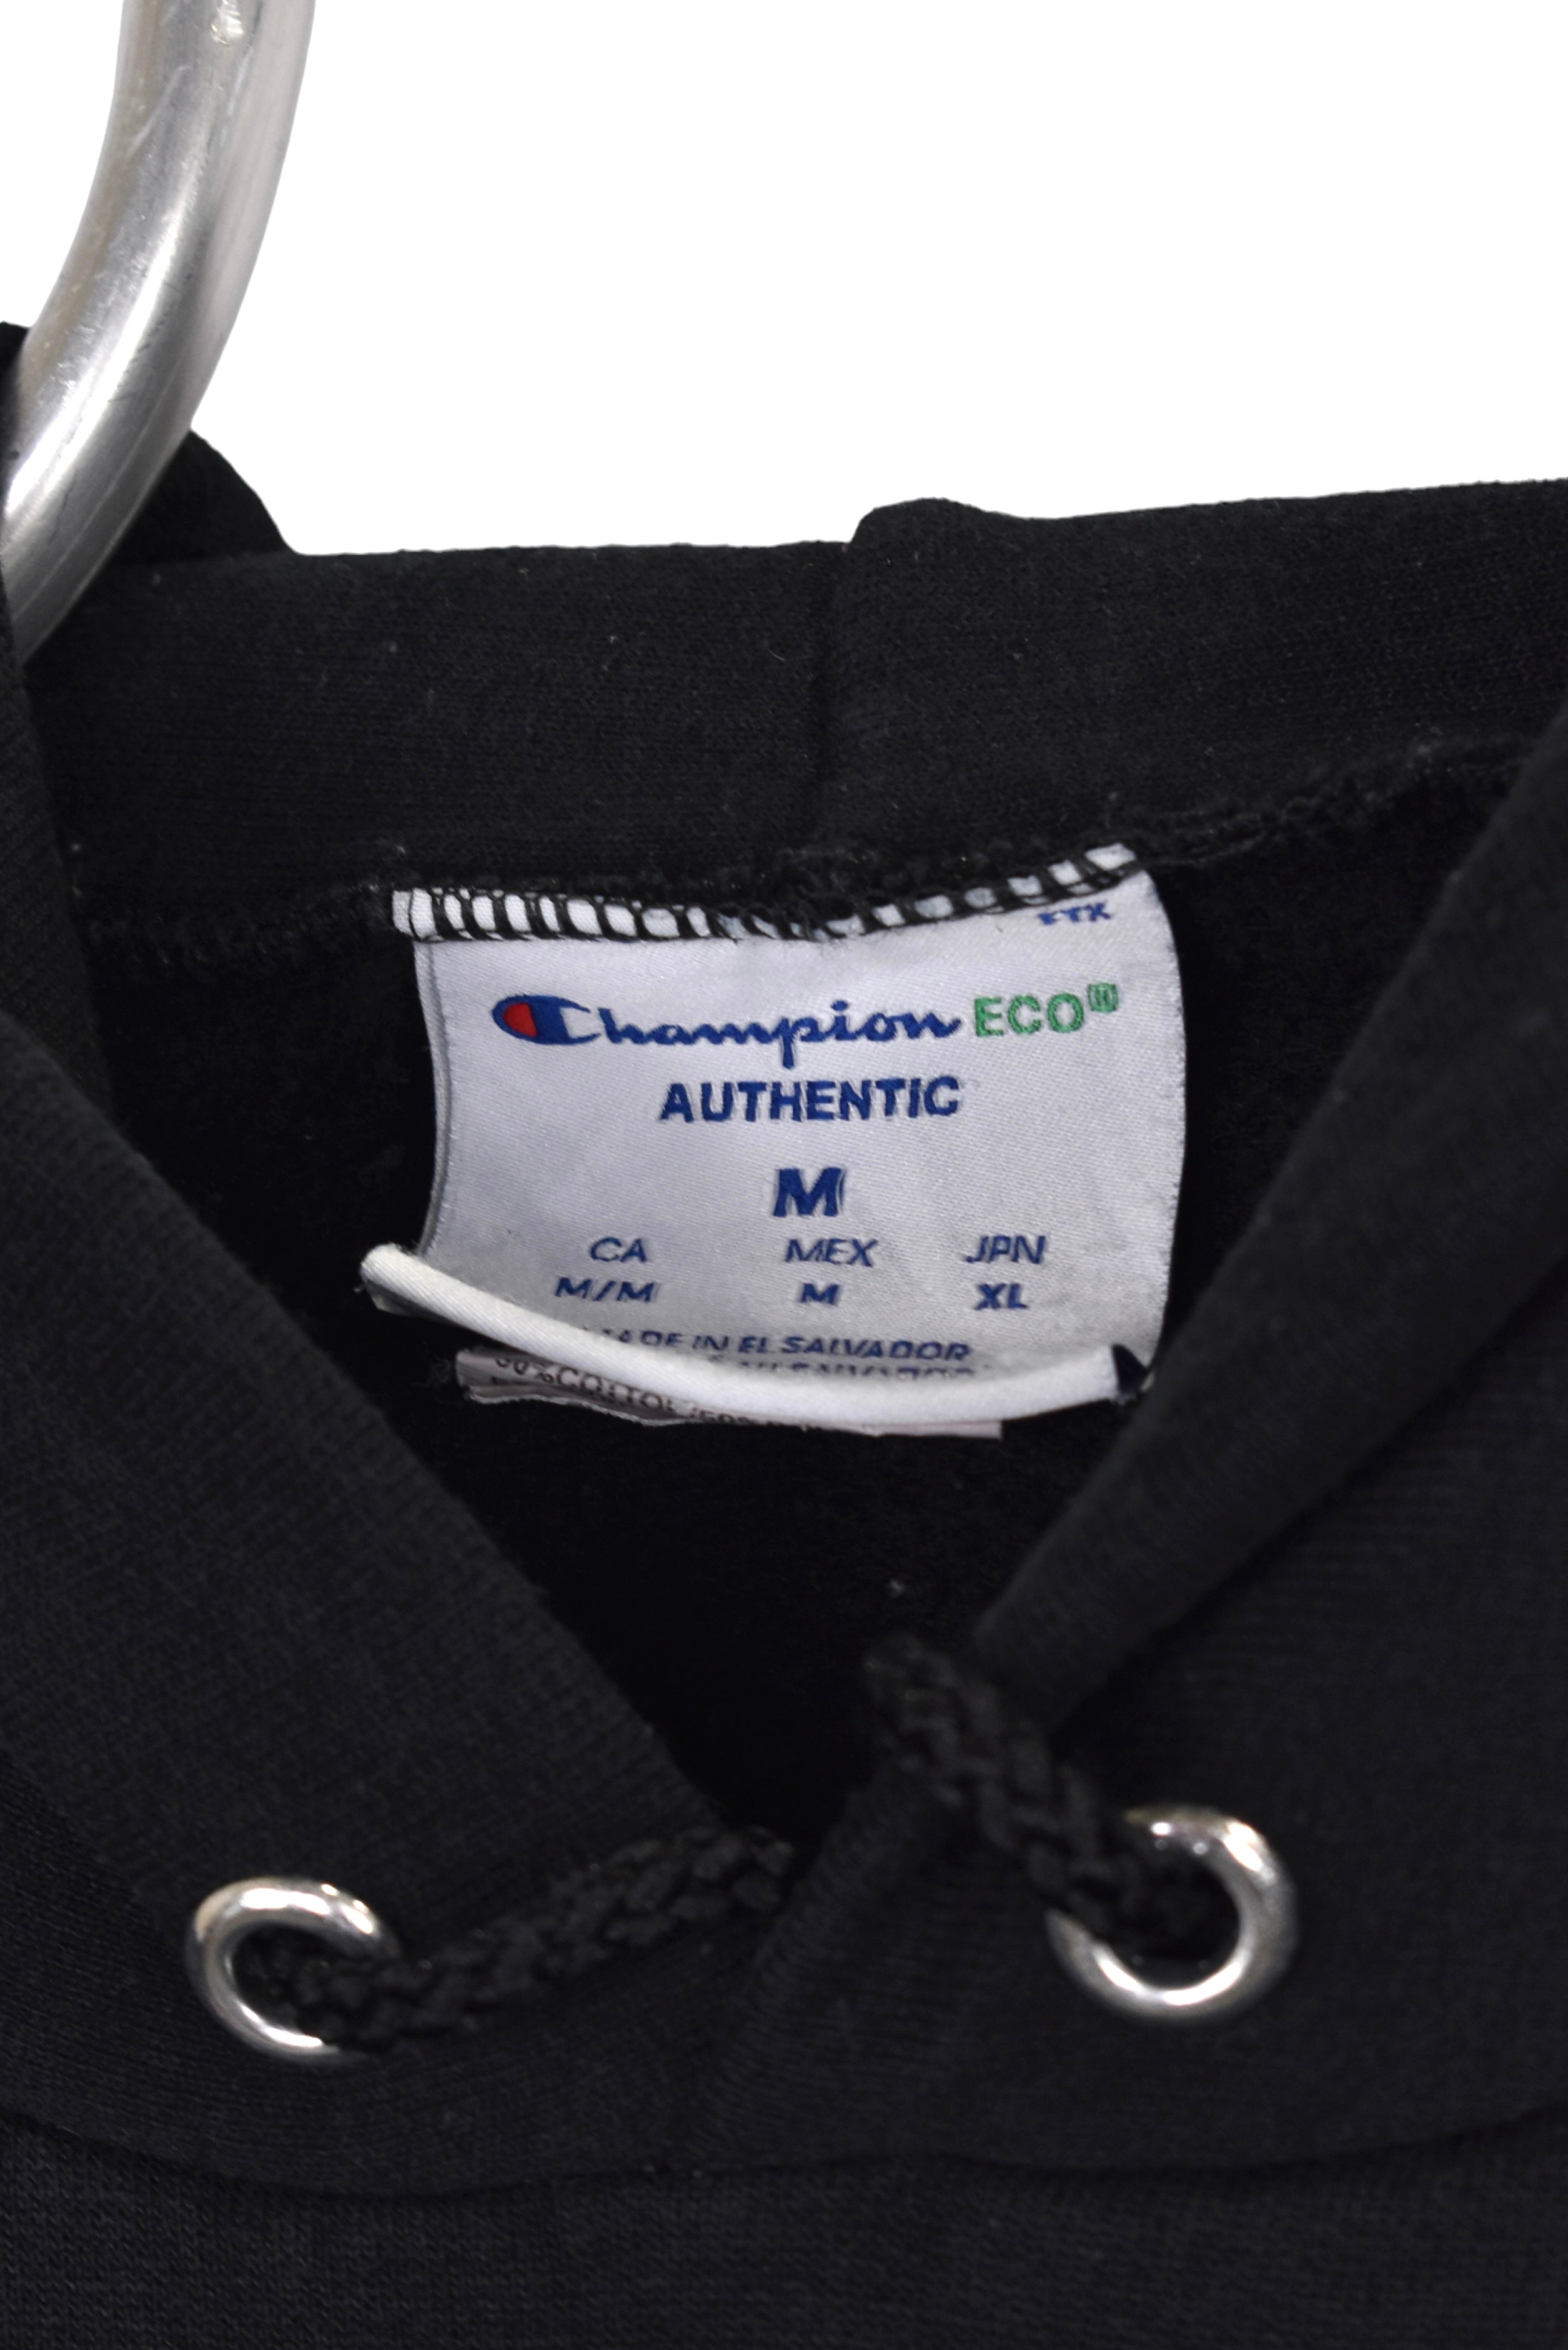 Champion ECO®
AUTHENTIC
M
CA MEX JPN
M/M M XL
MADE IN EL SALVADOR